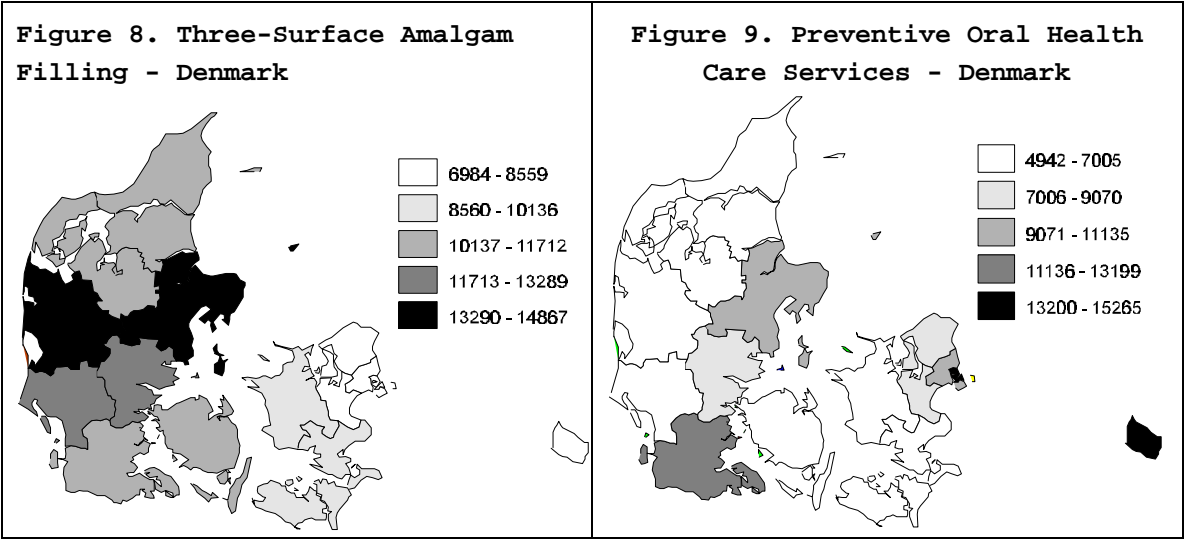 Figure 8. Three-Surface Amalgam
Filling - Denmark
6984 - 8559
8560 - 10136
10137 - 11712
11713 - 13289
13290 - 14867
Figure 9. Preventive Oral Health
Care Services - Denmark
4942 - 7005
7006 - 9070
9071 - 11135
11136 - 13199
13200 - 15265